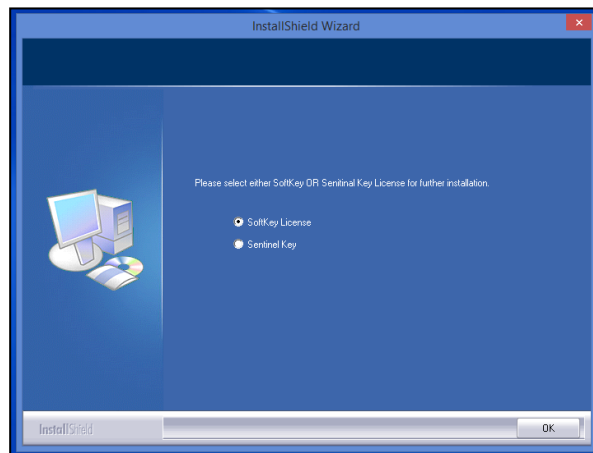 InstallShield Wizard
Please select either SoftKey OR Senitinal Key License for further installation.
SoftKey License
Sentinel Key
InstallShield
OK